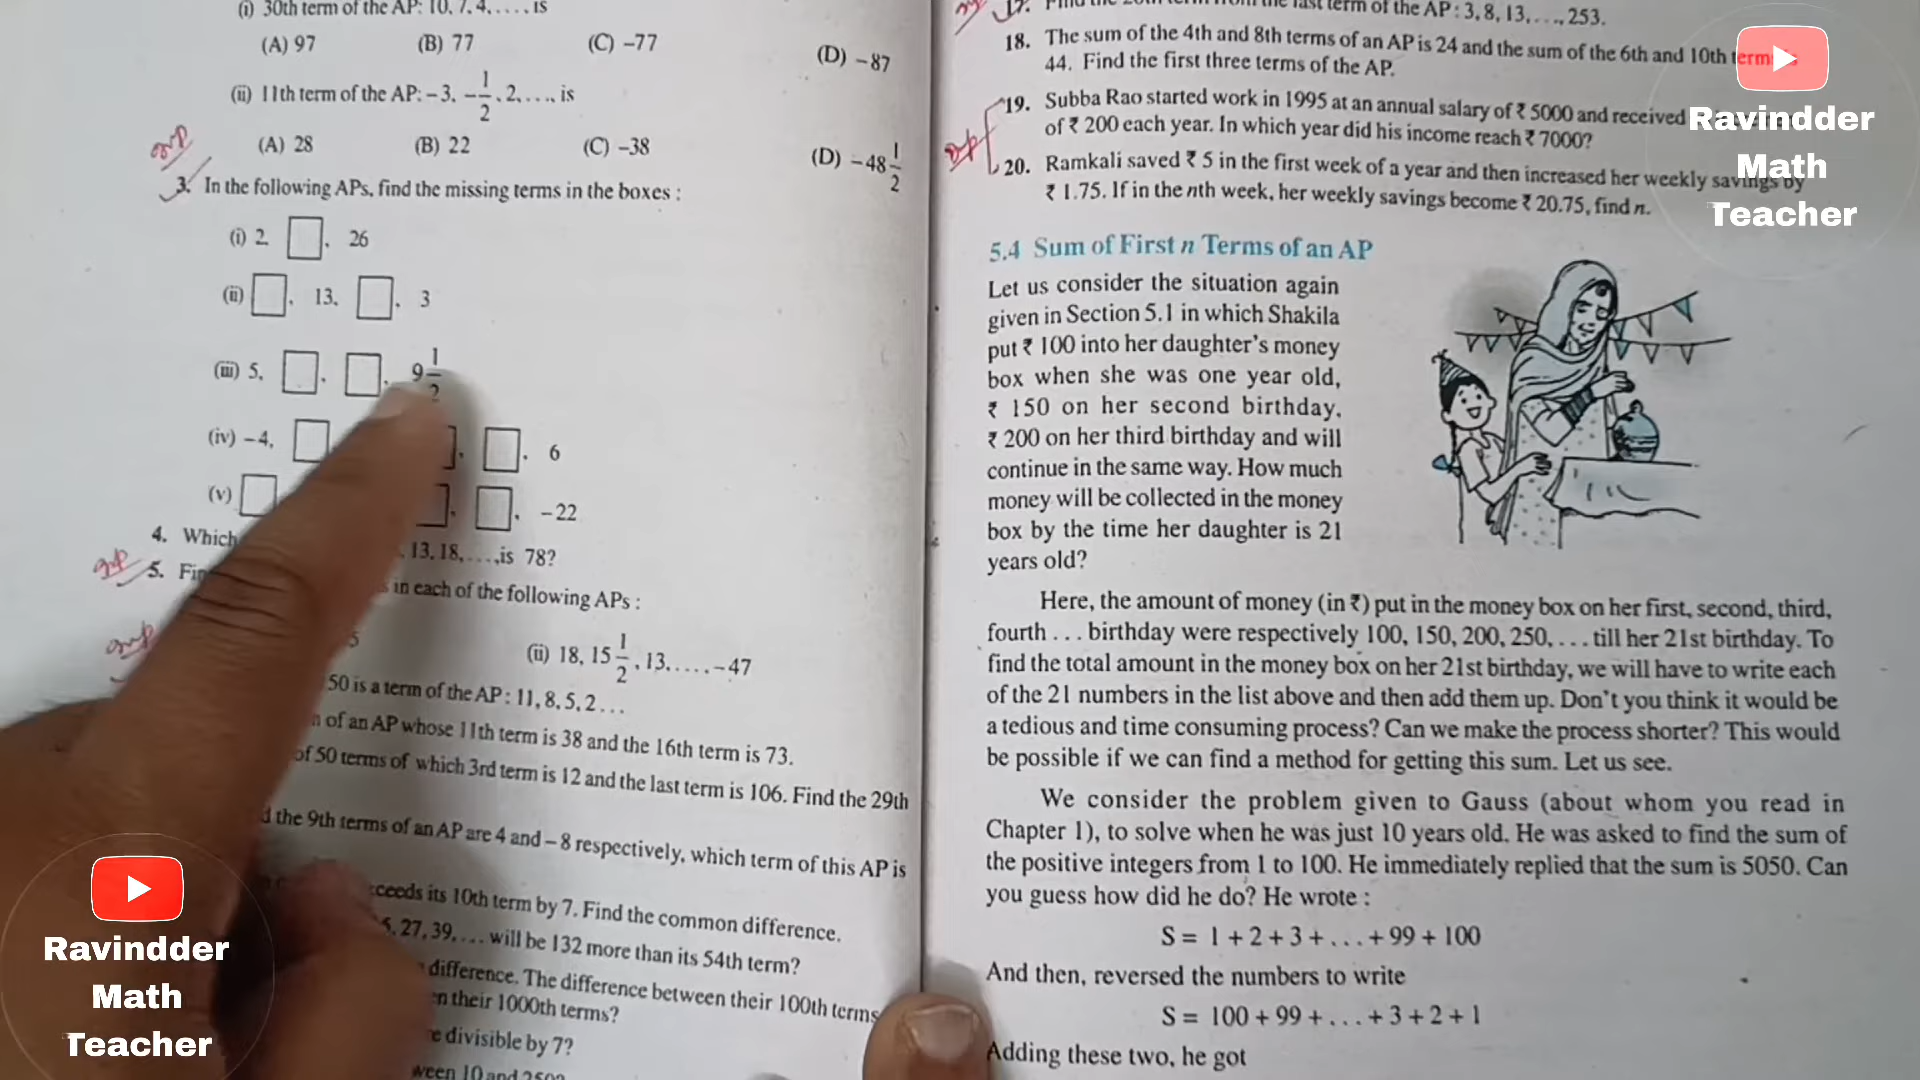 (i) 30th term of the AP: 10, 7, 4, . . . , is
(A) 97 (B) 77 (C) –77 (D) –87
(ii) 11th term of the AP: – 3, –1/2, 2, . . ., is
(A) 28 (B) 22 (C) –38 (D) –48 1/2
3. In the following APs, find the missing terms in the boxes :
(i) 2, □, 26
(ii) □, 13, □, 3
(iii) 5, □, □, 9 1/2
(iv) – 4, □, □, □, 6
(v) □, □, □, – 22
4. Which 13, 18, . . . ,is 78?
5. in each of the following APs :
(ii) 18, 15 1/2, 13, . . . , – 47
50 is a term of the AP : 11, 8, 5, 2 . . .
of an AP whose 11th term is 38 and the 16th term is 73.
of 50 terms of which 3rd term is 12 and the last term is 106. Find the 29th
the 9th terms of an AP are 4 and – 8 respectively, which term of this AP is
its 10th term by 7. Find the common difference.
27, 39, . . . will be 132 more than its 54th term?
difference. The difference between their 100th terms
their 1000th terms?
divisible by 7?
17. the last term of the AP : 3, 8, 13, . . ., 253.
18. The sum of the 4th and 8th terms of an AP is 24 and the sum of the 6th and 10th terms is
44. Find the first three terms of the AP.
19. Subba Rao started work in 1995 at an annual salary of ₹ 5000 and received
of ₹ 200 each year. In which year did his income reach ₹ 7000?
20. Ramkali saved ₹ 5 in the first week of a year and then increased her weekly savings by
₹ 1.75. If in the nth week, her weekly savings become ₹ 20.75, find n.
5.4 Sum of First n Terms of an AP
Let us consider the situation again
given in Section 5.1 in which Shakila
put ₹ 100 into her daughter's money
box when she was one year old,
₹ 150 on her second birthday,
₹ 200 on her third birthday and will
continue in the same way. How much
money will be collected in the money
box by the time her daughter is 21
years old?
Here, the amount of money (in ₹) put in the money box on her first, second, third,
fourth . . . birthday were respectively 100, 150, 200, 250, . . . till her 21st birthday. To
find the total amount in the money box on her 21st birthday, we will have to write each
of the 21 numbers in the list above and then add them up. Don't you think it would be
a tedious and time consuming process? Can we make the process shorter? This would
be possible if we can find a method for getting this sum. Let us see.
We consider the problem given to Gauss (about whom you read in
Chapter 1), to solve when he was just 10 years old. He was asked to find the sum of
the positive integers from 1 to 100. He immediately replied that the sum is 5050. Can
you guess how did he do? He wrote :
S = 1 + 2 + 3 + . . . + 99 + 100
And then, reversed the numbers to write
S = 100 + 99 + . . . + 3 + 2 + 1
Adding these two, he got
Ravindder
Math
Teacher
Ravindder
Math
Teacher